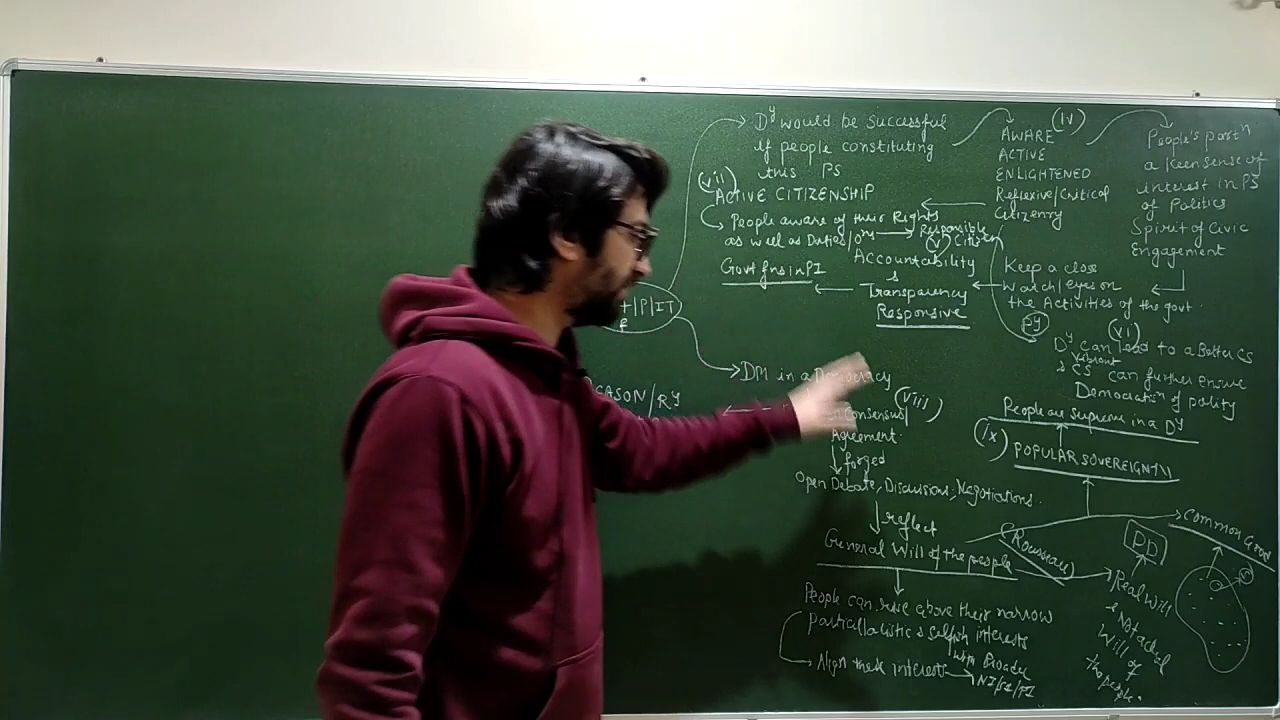 Dy would be successful
if people constituting
this PS
(vii)
ACTIVE CITIZENSHIP
People aware of their Rights
as well as Duties/
Responsible
(v) Citizen
Accountability
&
Transparency
Responsive
Govt fns in PI
(iv)
AWARE
ACTIVE
ENLIGHTENED
Reflexive/Critical
Citizenry
People's partn
a keen sense of
interest in PS
of Politics
Spirit of Civic
Engagement
Keep a close
Watch/eyes on
the Activities of the govt.
PY
(vi)
Dy can lead to a Better CS
& Vibrant CS can further ensure
Democratisn of polity
+|P|IT
DM in a Democracy
EASON/Ry
(viii)
Consensus/
Agreement.
forged
Open Debate, Discussions, Negotiations.
reflect
General Will of the people
(Rousseau)
People are supreme in a Dy
(ix)
POPULAR SOVEREIGNTY
Common Good
PD
Real Will
& Not actual
Will of
the people.
People can rise above their narrow
particularistic & selfish interests
Align their interests
with Broader